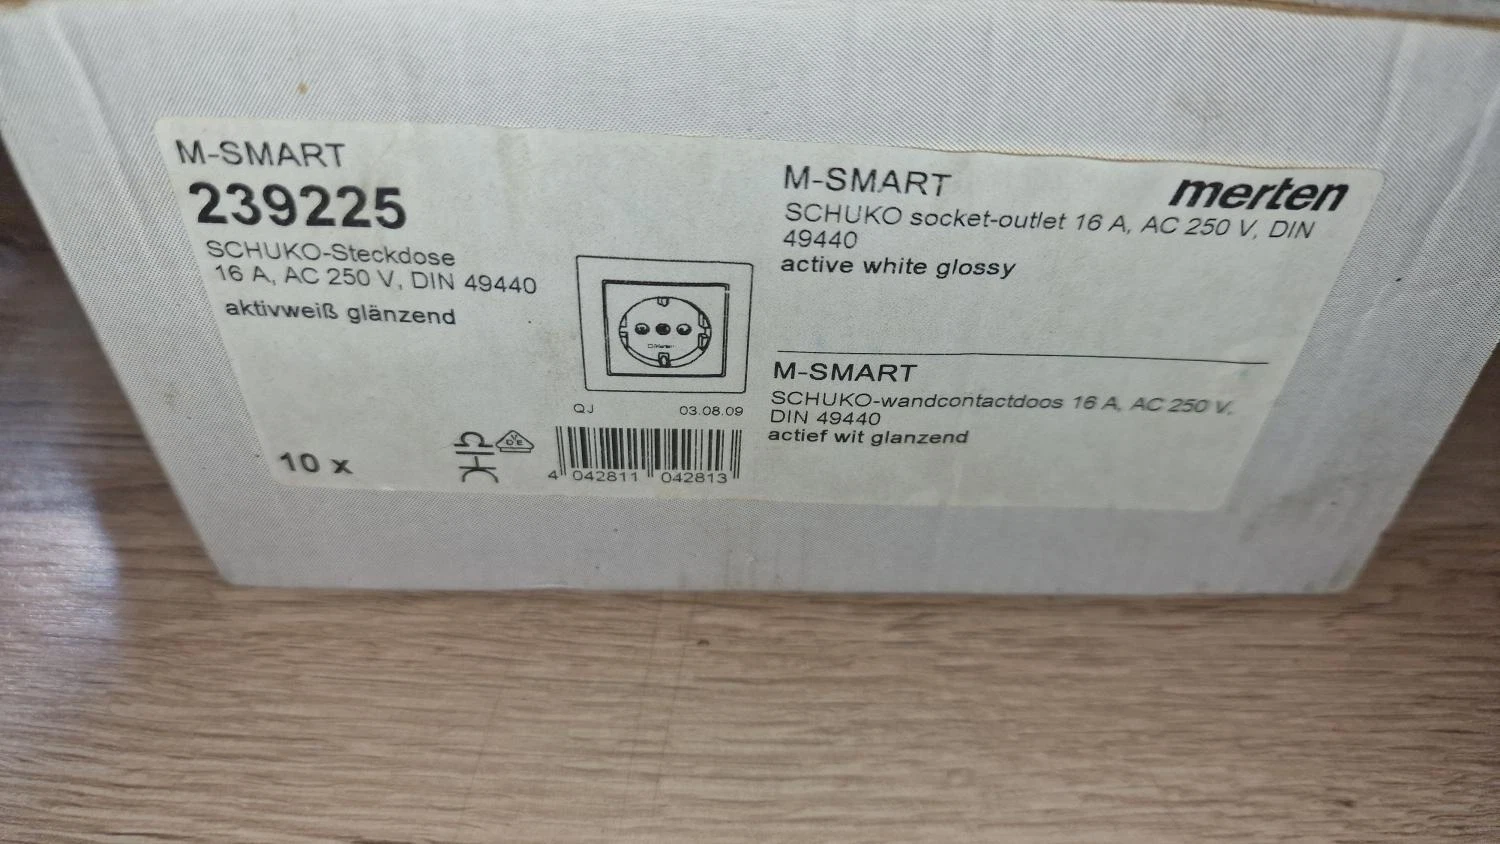 M-SMART
239225
SCHUKO-Steckdose
16 A, AC 250 V, DIN 49440
aktivweiß glänzend
10 x
VDE
QJ 03.08.09
4 042811 042813
M-SMART
merten
SCHUKO socket-outlet 16 A, AC 250 V, DIN
49440
active white glossy
M-SMART
SCHUKO-wandcontactdoos 16 A, AC 250 V,
DIN 49440
actief wit glanzend